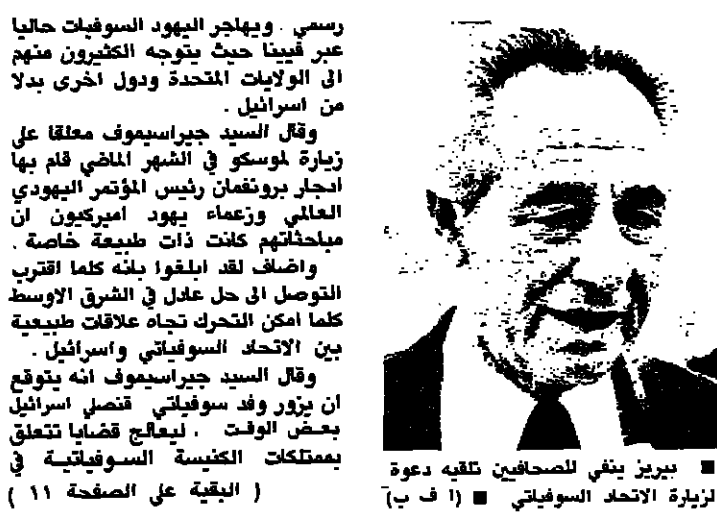 رسمي . ويهاجر اليهود السوفيات حاليا
عبر فيينا حيث يتوجه الكثيرون منهم
الى الولايات المتحدة ودول اخرى بدلا
من اسرائيل .
وقال السيد جيراسيموف معلقا على
زيارة لموسكو في الشهر الماضي قام بها
ادجار برونفمان رئيس المؤتمر اليهودي
العالمي وزعماء يهود اميركيون ان
مباحثاتهم كانت ذات طبيعة خاصة .
واضاف لقد ابلغوا بانه كلما اقترب
التوصل الى حل عادل في الشرق الاوسط
كلما امكن التحرك تجاه علاقات طبيعية
بين الاتحاد السوفياتي واسرائيل .
وقال السيد جيراسيموف انه يتوقع
ان يزور وفد سوفياتي قنصلي اسرائيل
بعض الوقت . ليعالج قضايا تتعلق
بممتلكات الكنيسة السوفياتية في
( البقية على الصفحة ١١ )
■ بيريز ينفي للصحافيين تلقيه دعوة
لزيارة الاتحاد السوفياتي ■ (ا ف ب)